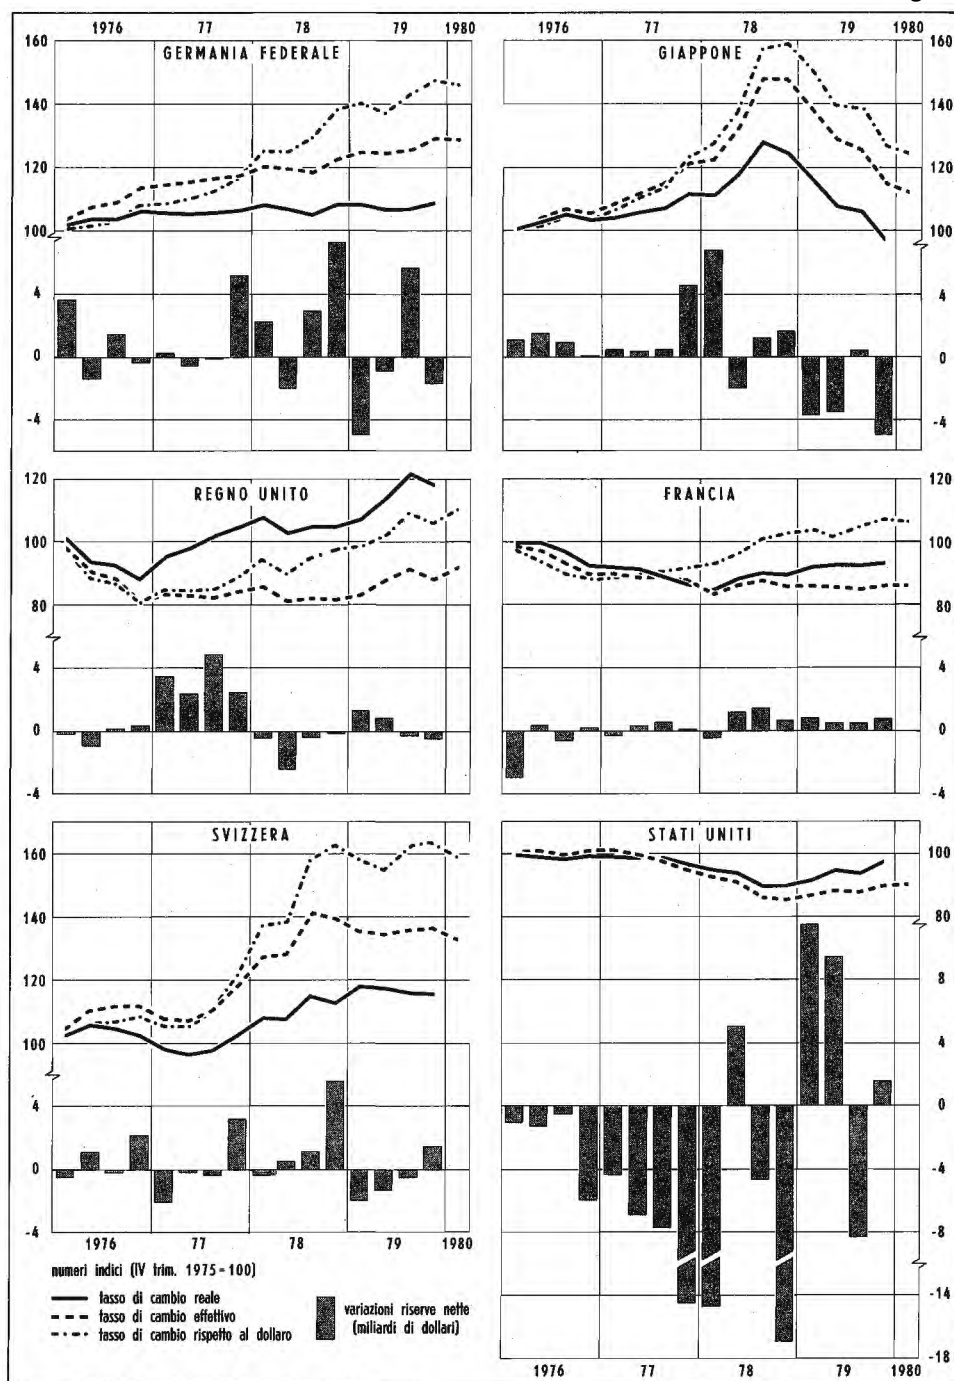 1976 77 78 79 1980 1976 77 78 79 1980
GERMANIA FEDERALE
160
140
120
100
4
0
-4
GIAPPONE
160
140
120
100
4
0
-4
REGNO UNITO
120
100
80
4
0
-4
FRANCIA
120
100
80
4
0
-4
SVIZZERA
160
140
120
100
4
0
-4
1976 77 78 79 1980
STATI UNITI
100
80
8
4
0
-4
-8
-14
-18
1976 77 78 79 1980
numeri indici (IV trim. 1975=100)
tasso di cambio reale
tasso di cambio effettivo
tasso di cambio rispetto al dollaro
variazioni riserve nette
(miliardi di dollari)